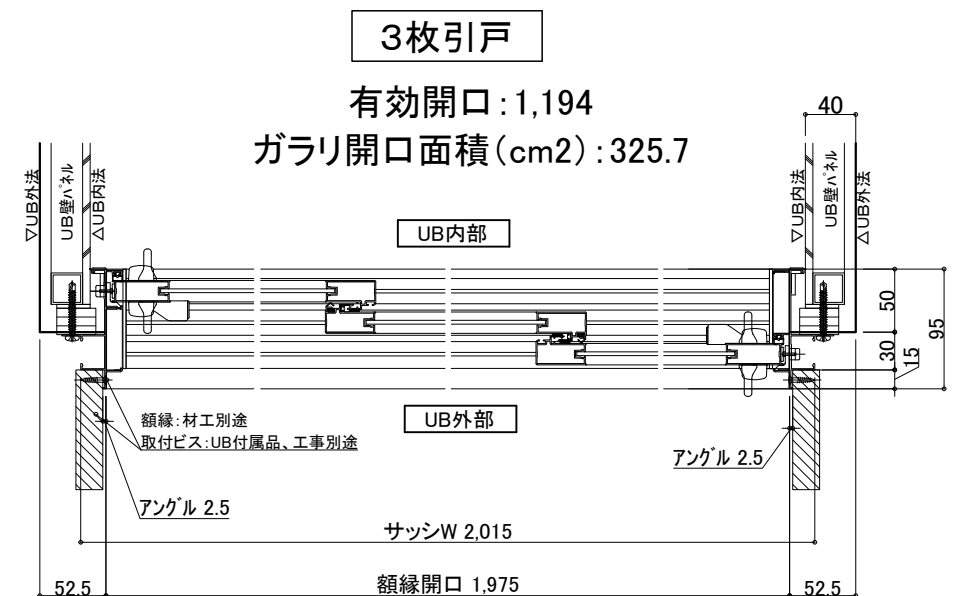 3枚引戸
有効開口:1,194
ガラリ開口面積(cm2):325.7
40
▽UB外法
UB壁パネル
△UB内法
▽UB内法
UB壁パネル
△UB外法
UB内部
50
95
30
15
額縁:材工別途
取付ビス:UB付属品、工事別途
UB外部
アングル 2.5
アングル 2.5
サッシW 2,015
52.5
額縁開口 1,975
52.5